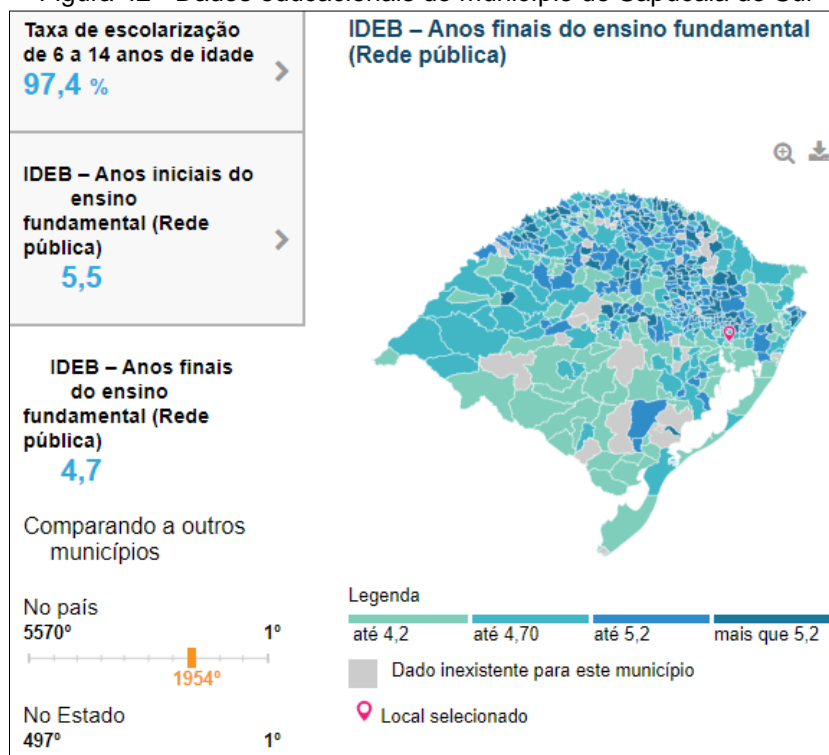 Taxa de escolarização
de 6 a 14 anos de idade
97,4 %
IDEB – Anos iniciais do
ensino
fundamental (Rede
pública)
5,5
IDEB – Anos finais
do ensino
fundamental (Rede
pública)
4,7
Comparando a outros
municípios
No país
5570º 1º
1954º
No Estado
497º 1º
IDEB – Anos finais do ensino fundamental
(Rede pública)
Legenda
até 4,2 até 4,70 até 5,2 mais que 5,2
Dado inexistente para este município
Local selecionado